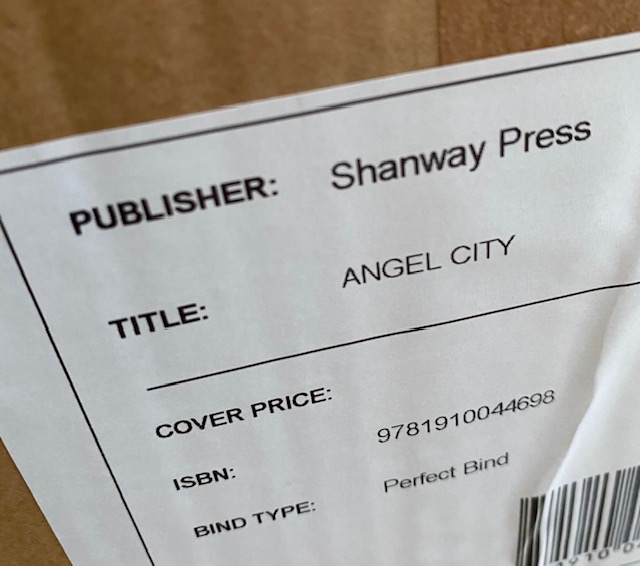 PUBLISHER: Shanway Press
TITLE: ANGEL CITY
COVER PRICE:
ISBN: 9781910044698
BIND TYPE: Perfect Bind